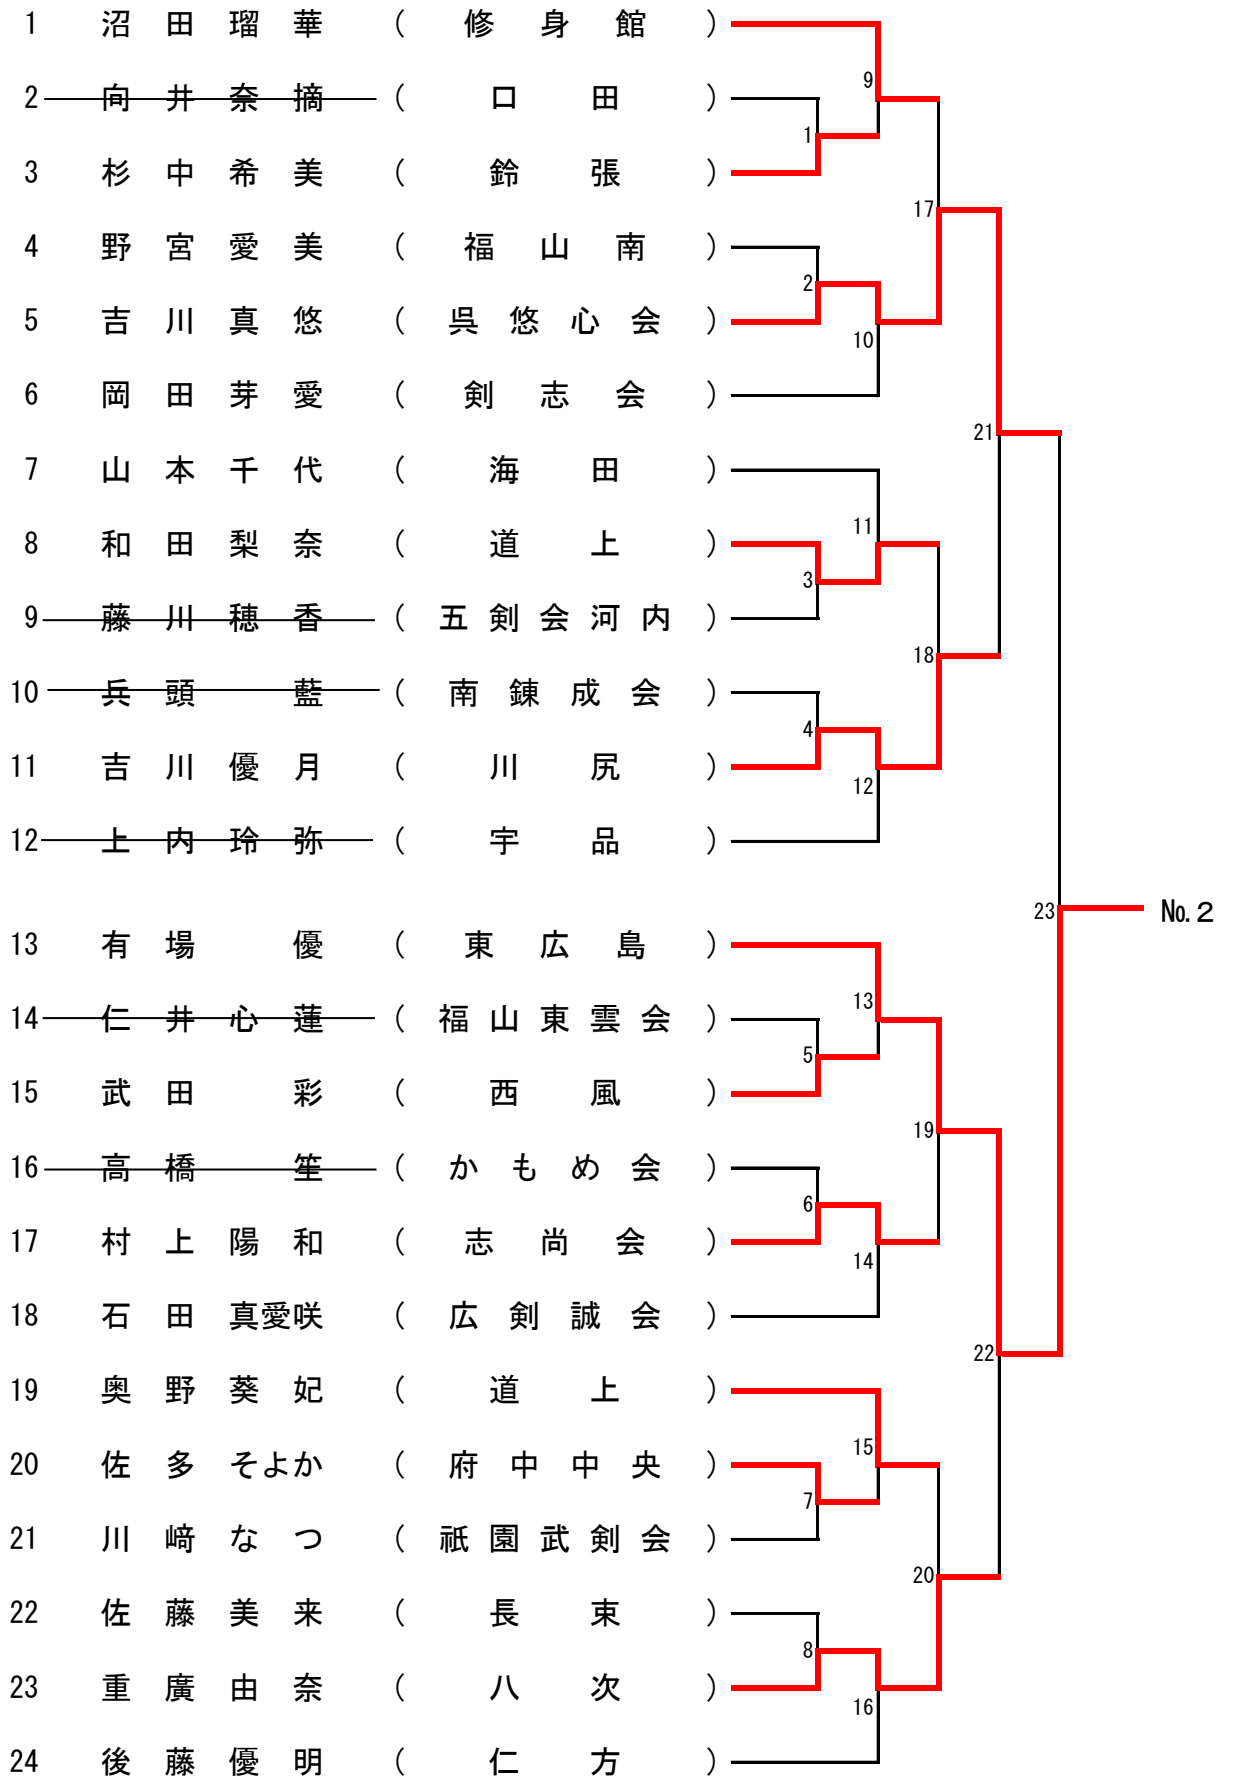 1 沼田瑠華 (修身館)
9
2 向井奈摘 (口田)
1
3 杉中希美 (鈴張)
17
4 野宮愛美 (福山南)
2
5 吉川真悠 (呉悠心会)
10
6 岡田芽愛 (剣志会)
21
7 山本千代 (海田)
11
8 和田梨奈 (道上)
3
9 藤川穂香 (五剣会河内)
18
10 兵頭藍 (南錬成会)
4
11 吉川優月 (川尻)
12
12 上内玲弥 (宇品)
23 №2
13 有場優 (東広島)
13
14 仁井心蓮 (福山東雲会)
5
15 武田彩 (西風)
19
16 高橋笙 (かもめ会)
6
17 村上陽和 (志尚会)
14
18 石田真愛咲 (広剣誠会)
22
19 奥野葵妃 (道上)
15
20 佐多そよか (府中中央)
7
21 川﨑なつ (祇園武剣会)
20
22 佐藤美来 (長束)
8
23 重廣由奈 (八次)
16
24 後藤優明 (仁方)